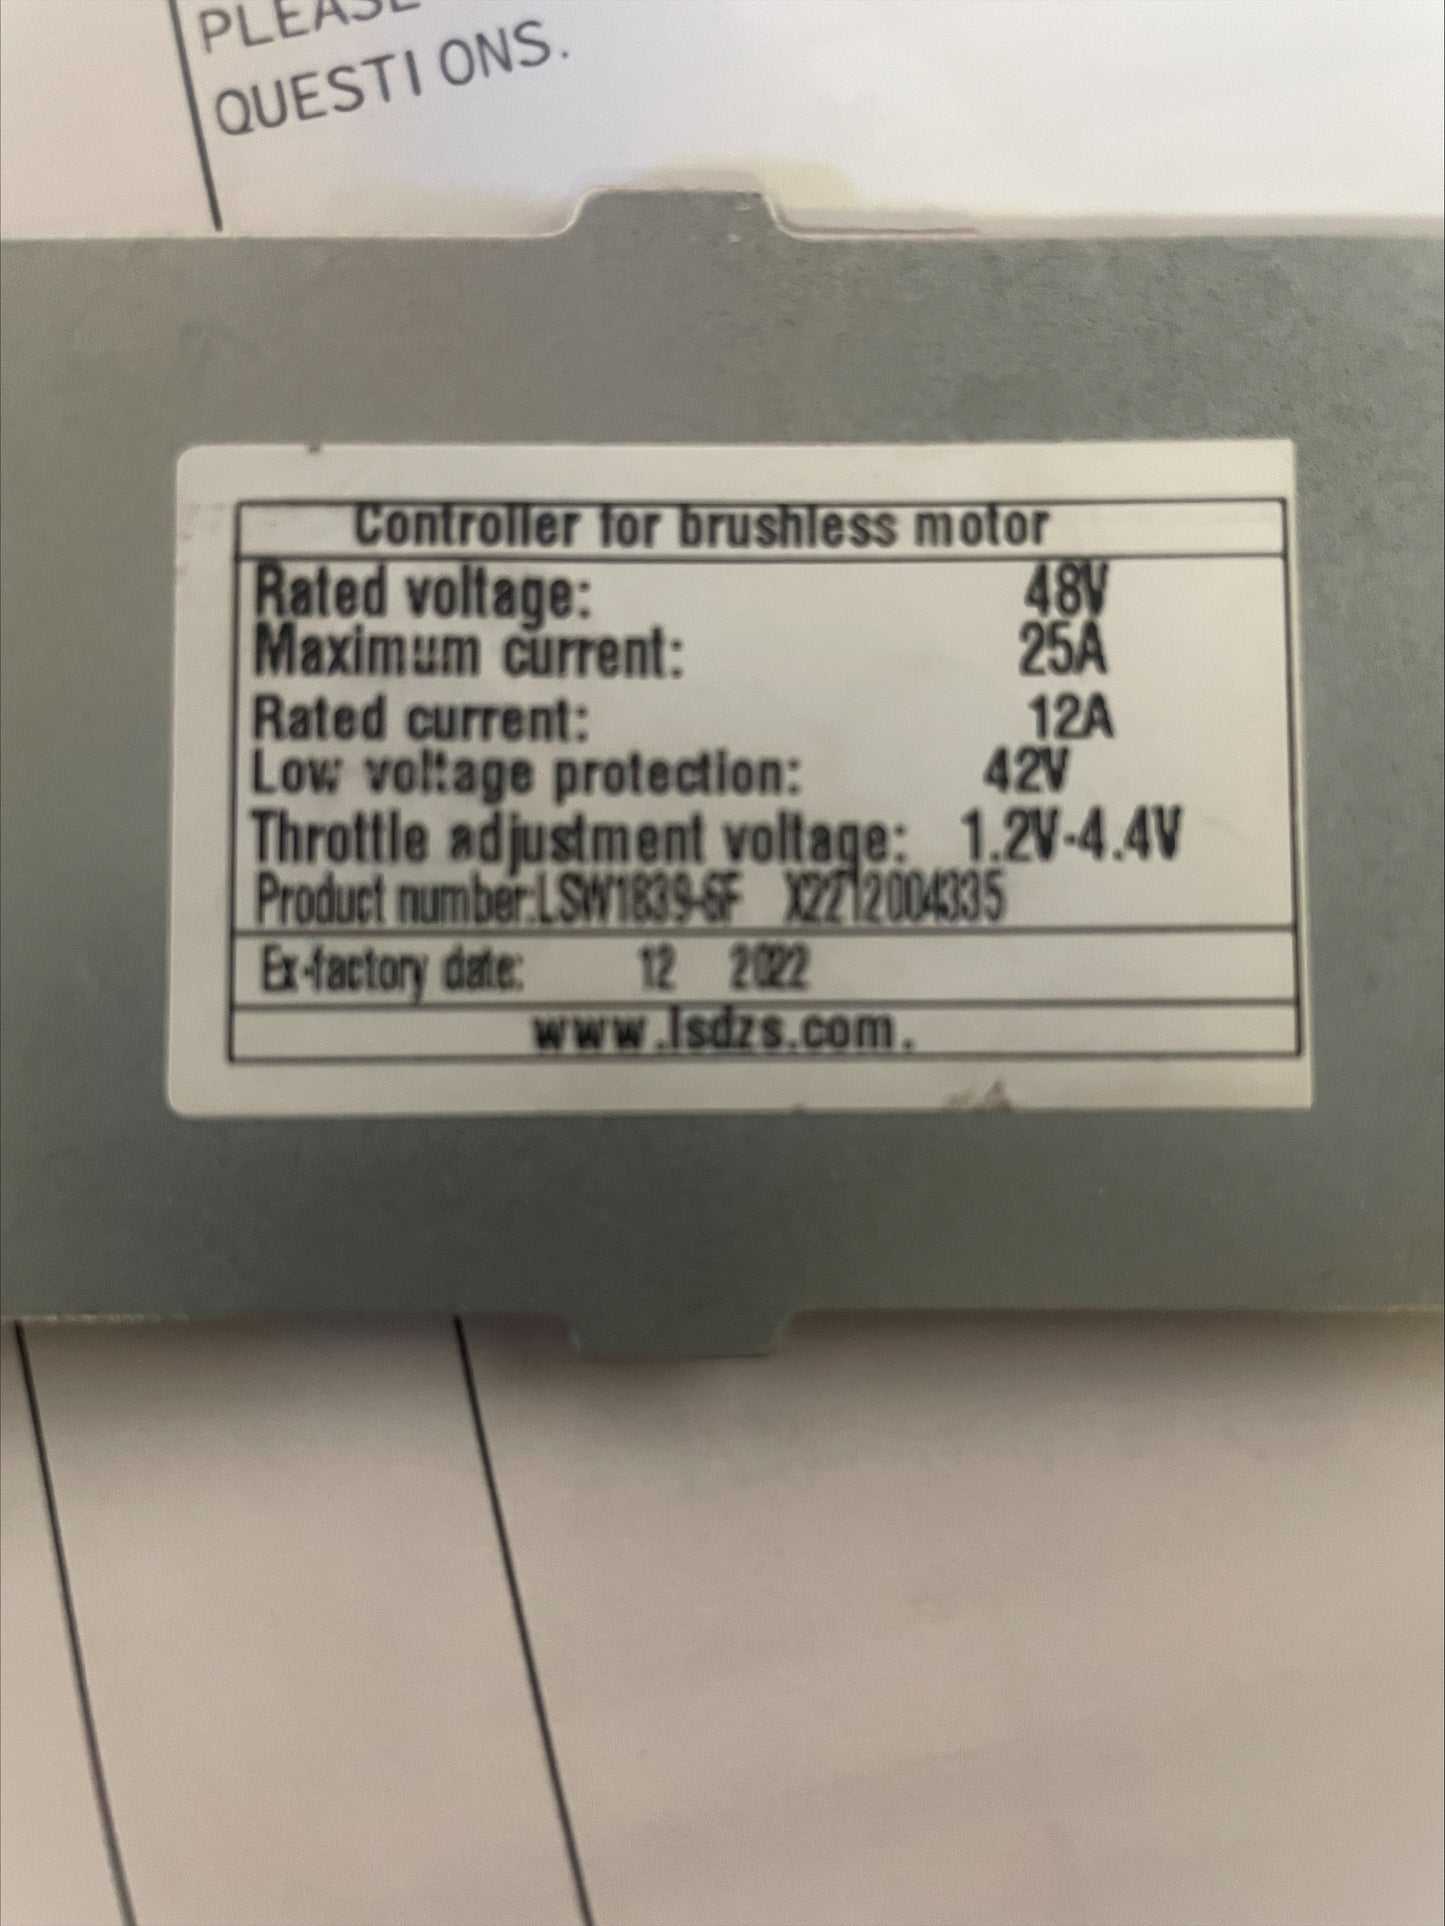 PLEASE
QUESTIONS.
Controller for brushless motor
Rated voltage: 48V
Maximum current: 25A
Rated current: 12A
Low voltage protection: 42V
Throttle adjustment voltage: 1.2V-4.4V
Product number:LSW1839-6F X2212004335
Ex-factory date: 12 2022
www.lsdzs.com.